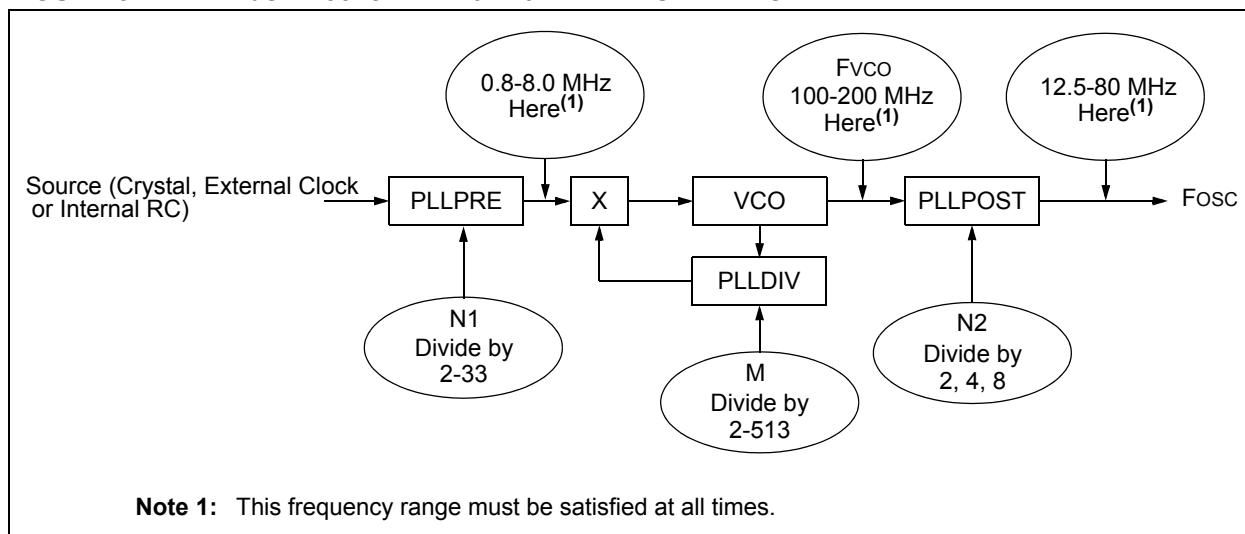 0.8-8.0 MHz
Here(1)
FVCO
100-200 MHz
Here(1)
12.5-80 MHz
Here(1)
Source (Crystal, External Clock
or Internal RC)
PLLPRE
X
VCO
PLLPOST
FOSC
PLLDIV
N1
Divide by
2-33
M
Divide by
2-513
N2
Divide by
2, 4, 8
Note 1: This frequency range must be satisfied at all times.